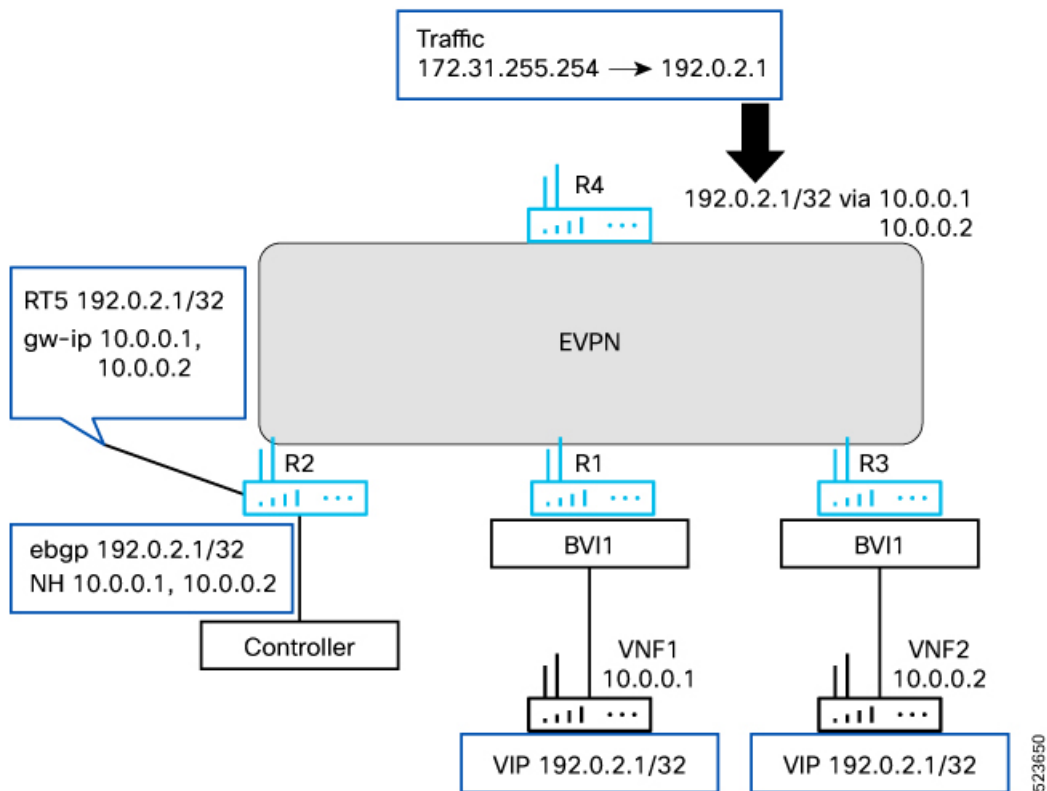 Traffic
172.31.255.254 → 192.0.2.1
R4
192.0.2.1/32 via 10.0.0.1
10.0.0.2
RT5 192.0.2.1/32
gw-ip 10.0.0.1,
10.0.0.2
EVPN
R2
R1
R3
ebgp 192.0.2.1/32
NH 10.0.0.1, 10.0.0.2
BVI1
BVI1
Controller
VNF1
10.0.0.1
VNF2
10.0.0.2
VIP 192.0.2.1/32
VIP 192.0.2.1/32
523650